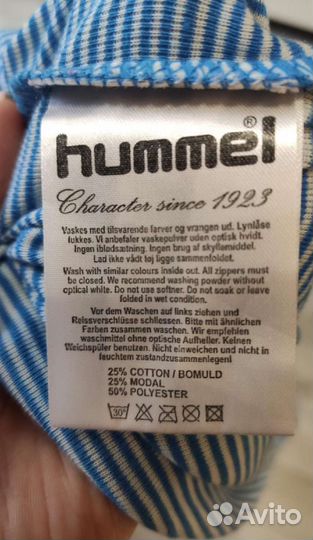 hummel®
Character since 1923
Vaskes med tilsvarende farver og vrangen ud. Lynlåse
lukkes. Vi anbefaler vaskepulver uden optisk hvidt.
Ingen iblødsætning. Ingen brug af skyllemiddel.
Lad ikke vådt tøj ligge sammenfoldet.
Wash with similar colours inside out. All zippers must
be closed. We recommend washing powder without
optical white. Do not use softner. Do not soak or leave
folded in wet condition.
Vor dem Waschen auf links ziehen und
Reissverschlüsse schliessen. Bitte mit ähnlichen
Farben zusammen waschen. Wir empfehlen
waschmittel ohne optische Aufheller. Keinen
Weichspüler benutzen. Nicht einweichen und nicht in
feuchtem zustandzusammenlegenl
25% COTTON / BOMULD
25% MODAL
50% POLYESTER
30°
Avito